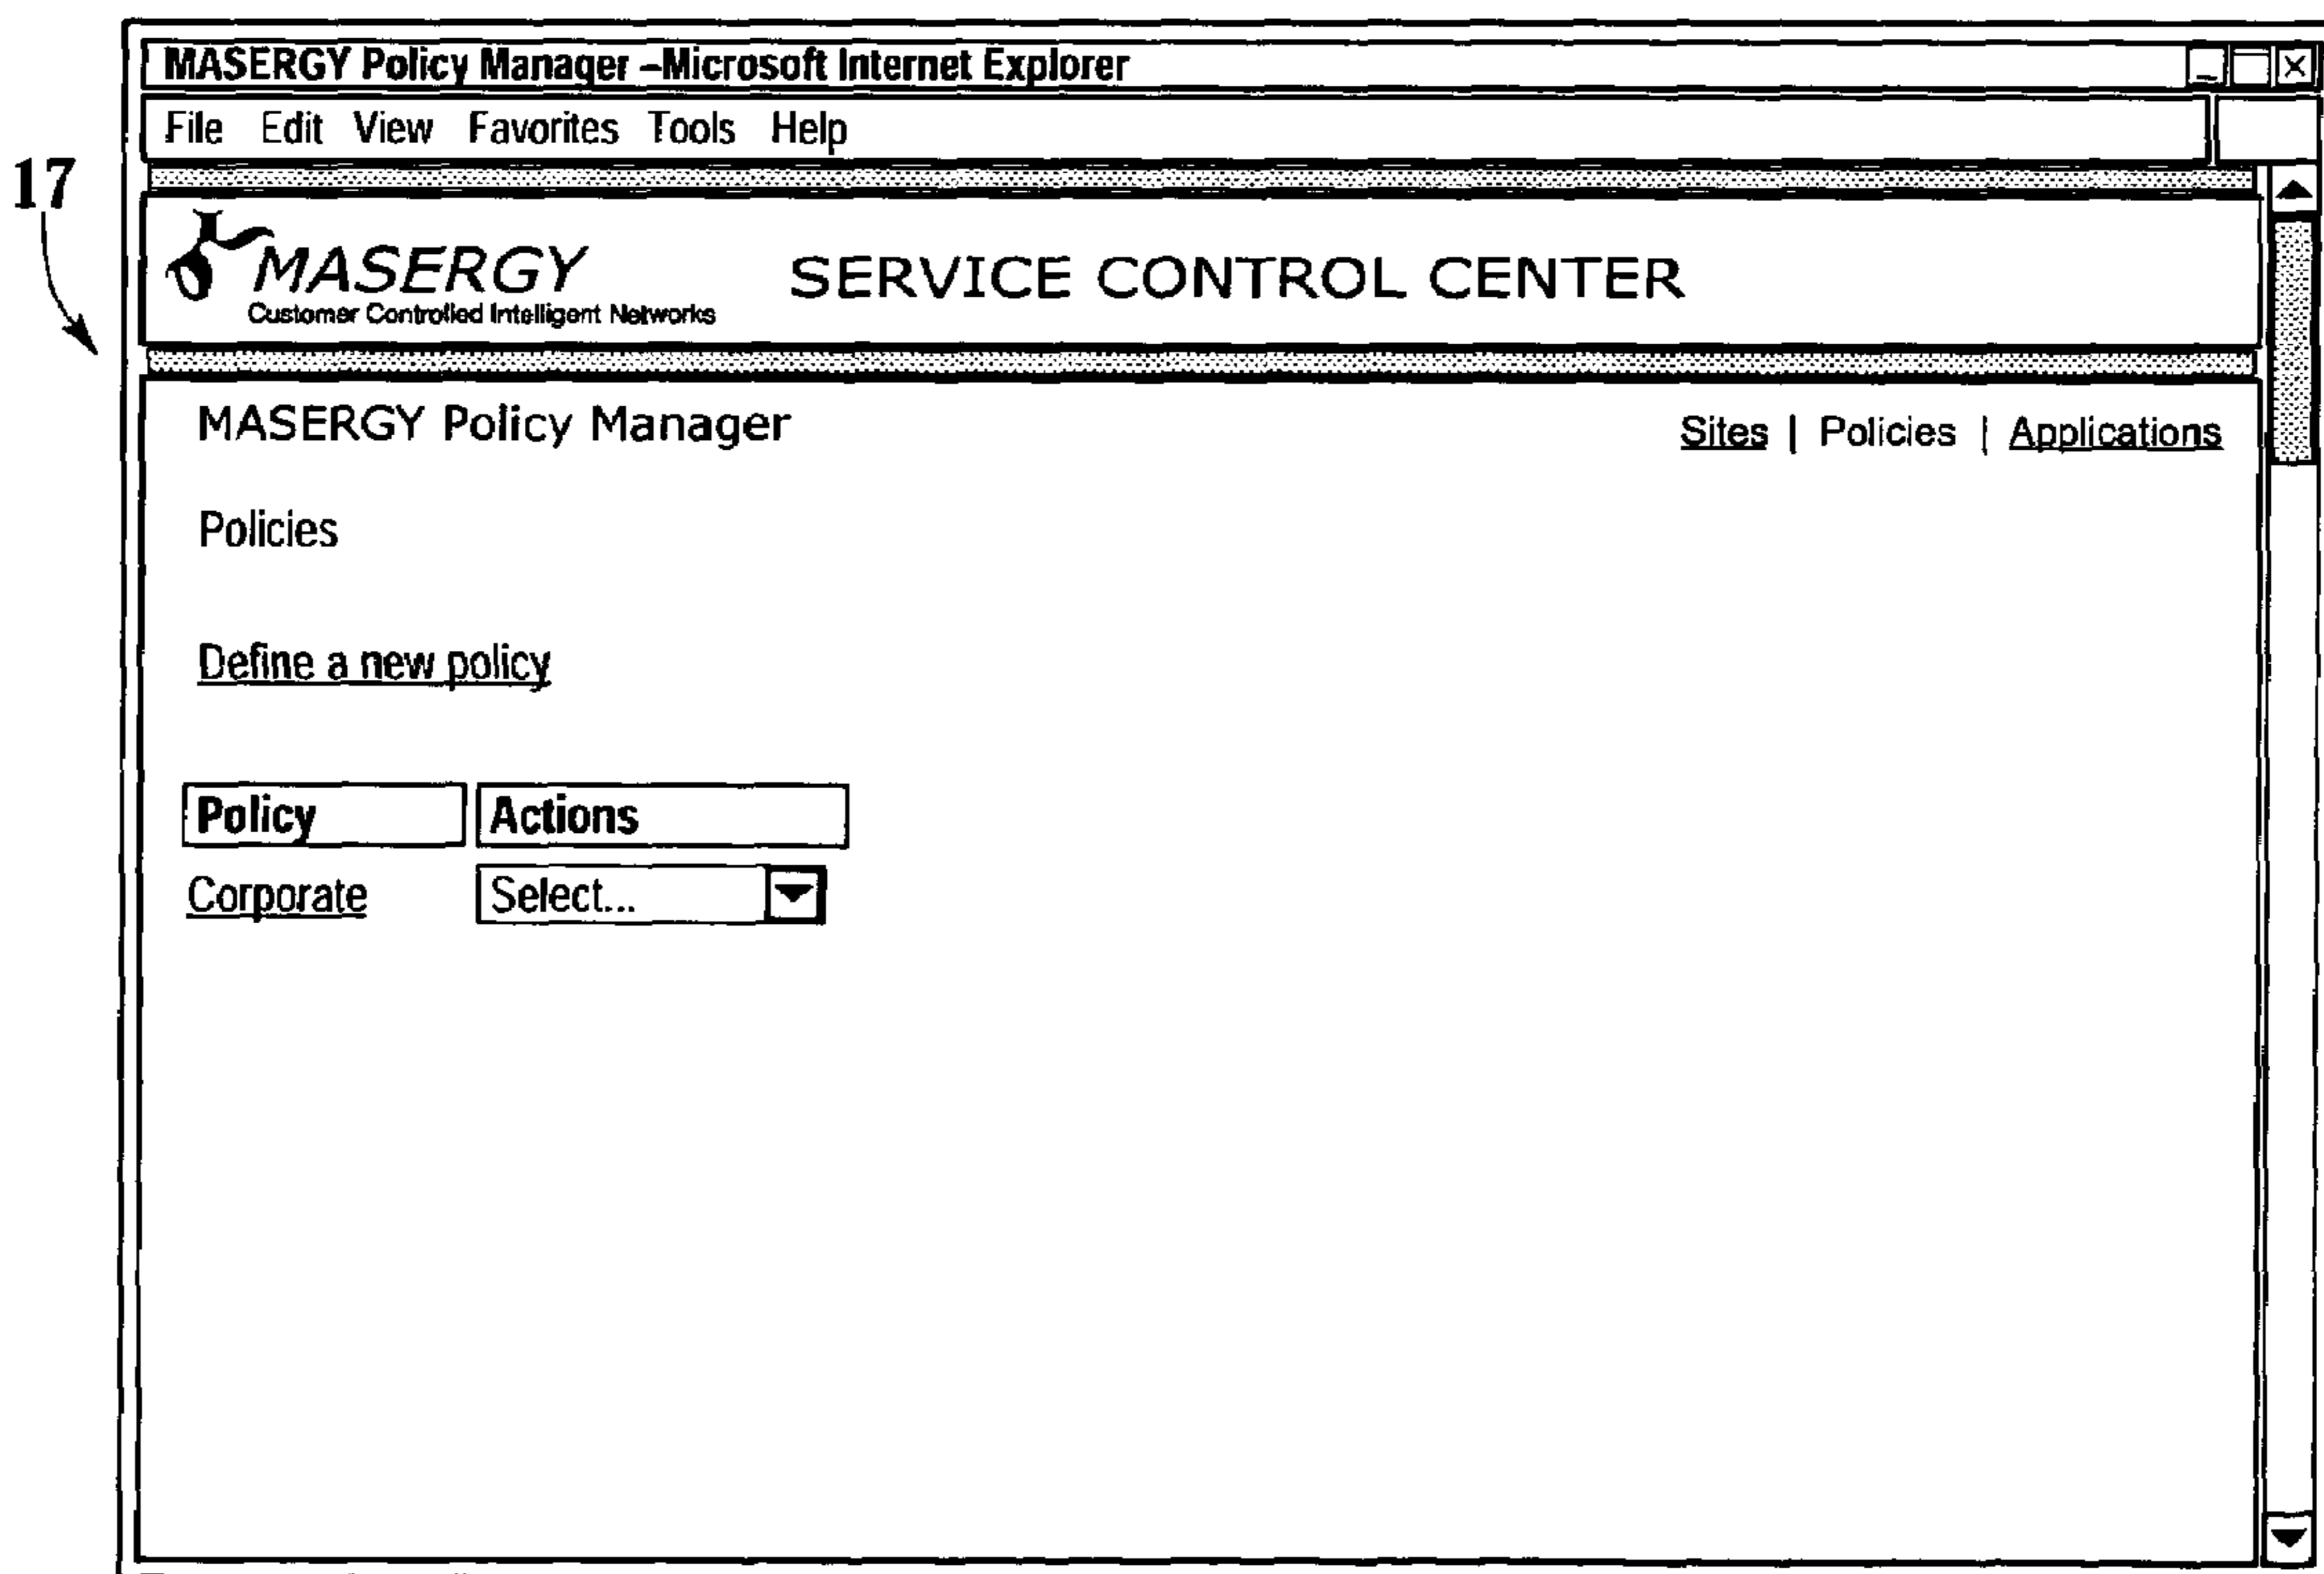 MASERGY Policy Manager –Microsoft Internet Explorer
File Edit View Favorites Tools Help
17
MASERGY
Customer Controlled Intelligent Networks
SERVICE CONTROL CENTER
MASERGY Policy Manager
Sites | Policies | Applications
Policies
Define a new policy
Policy Actions
Corporate Select...